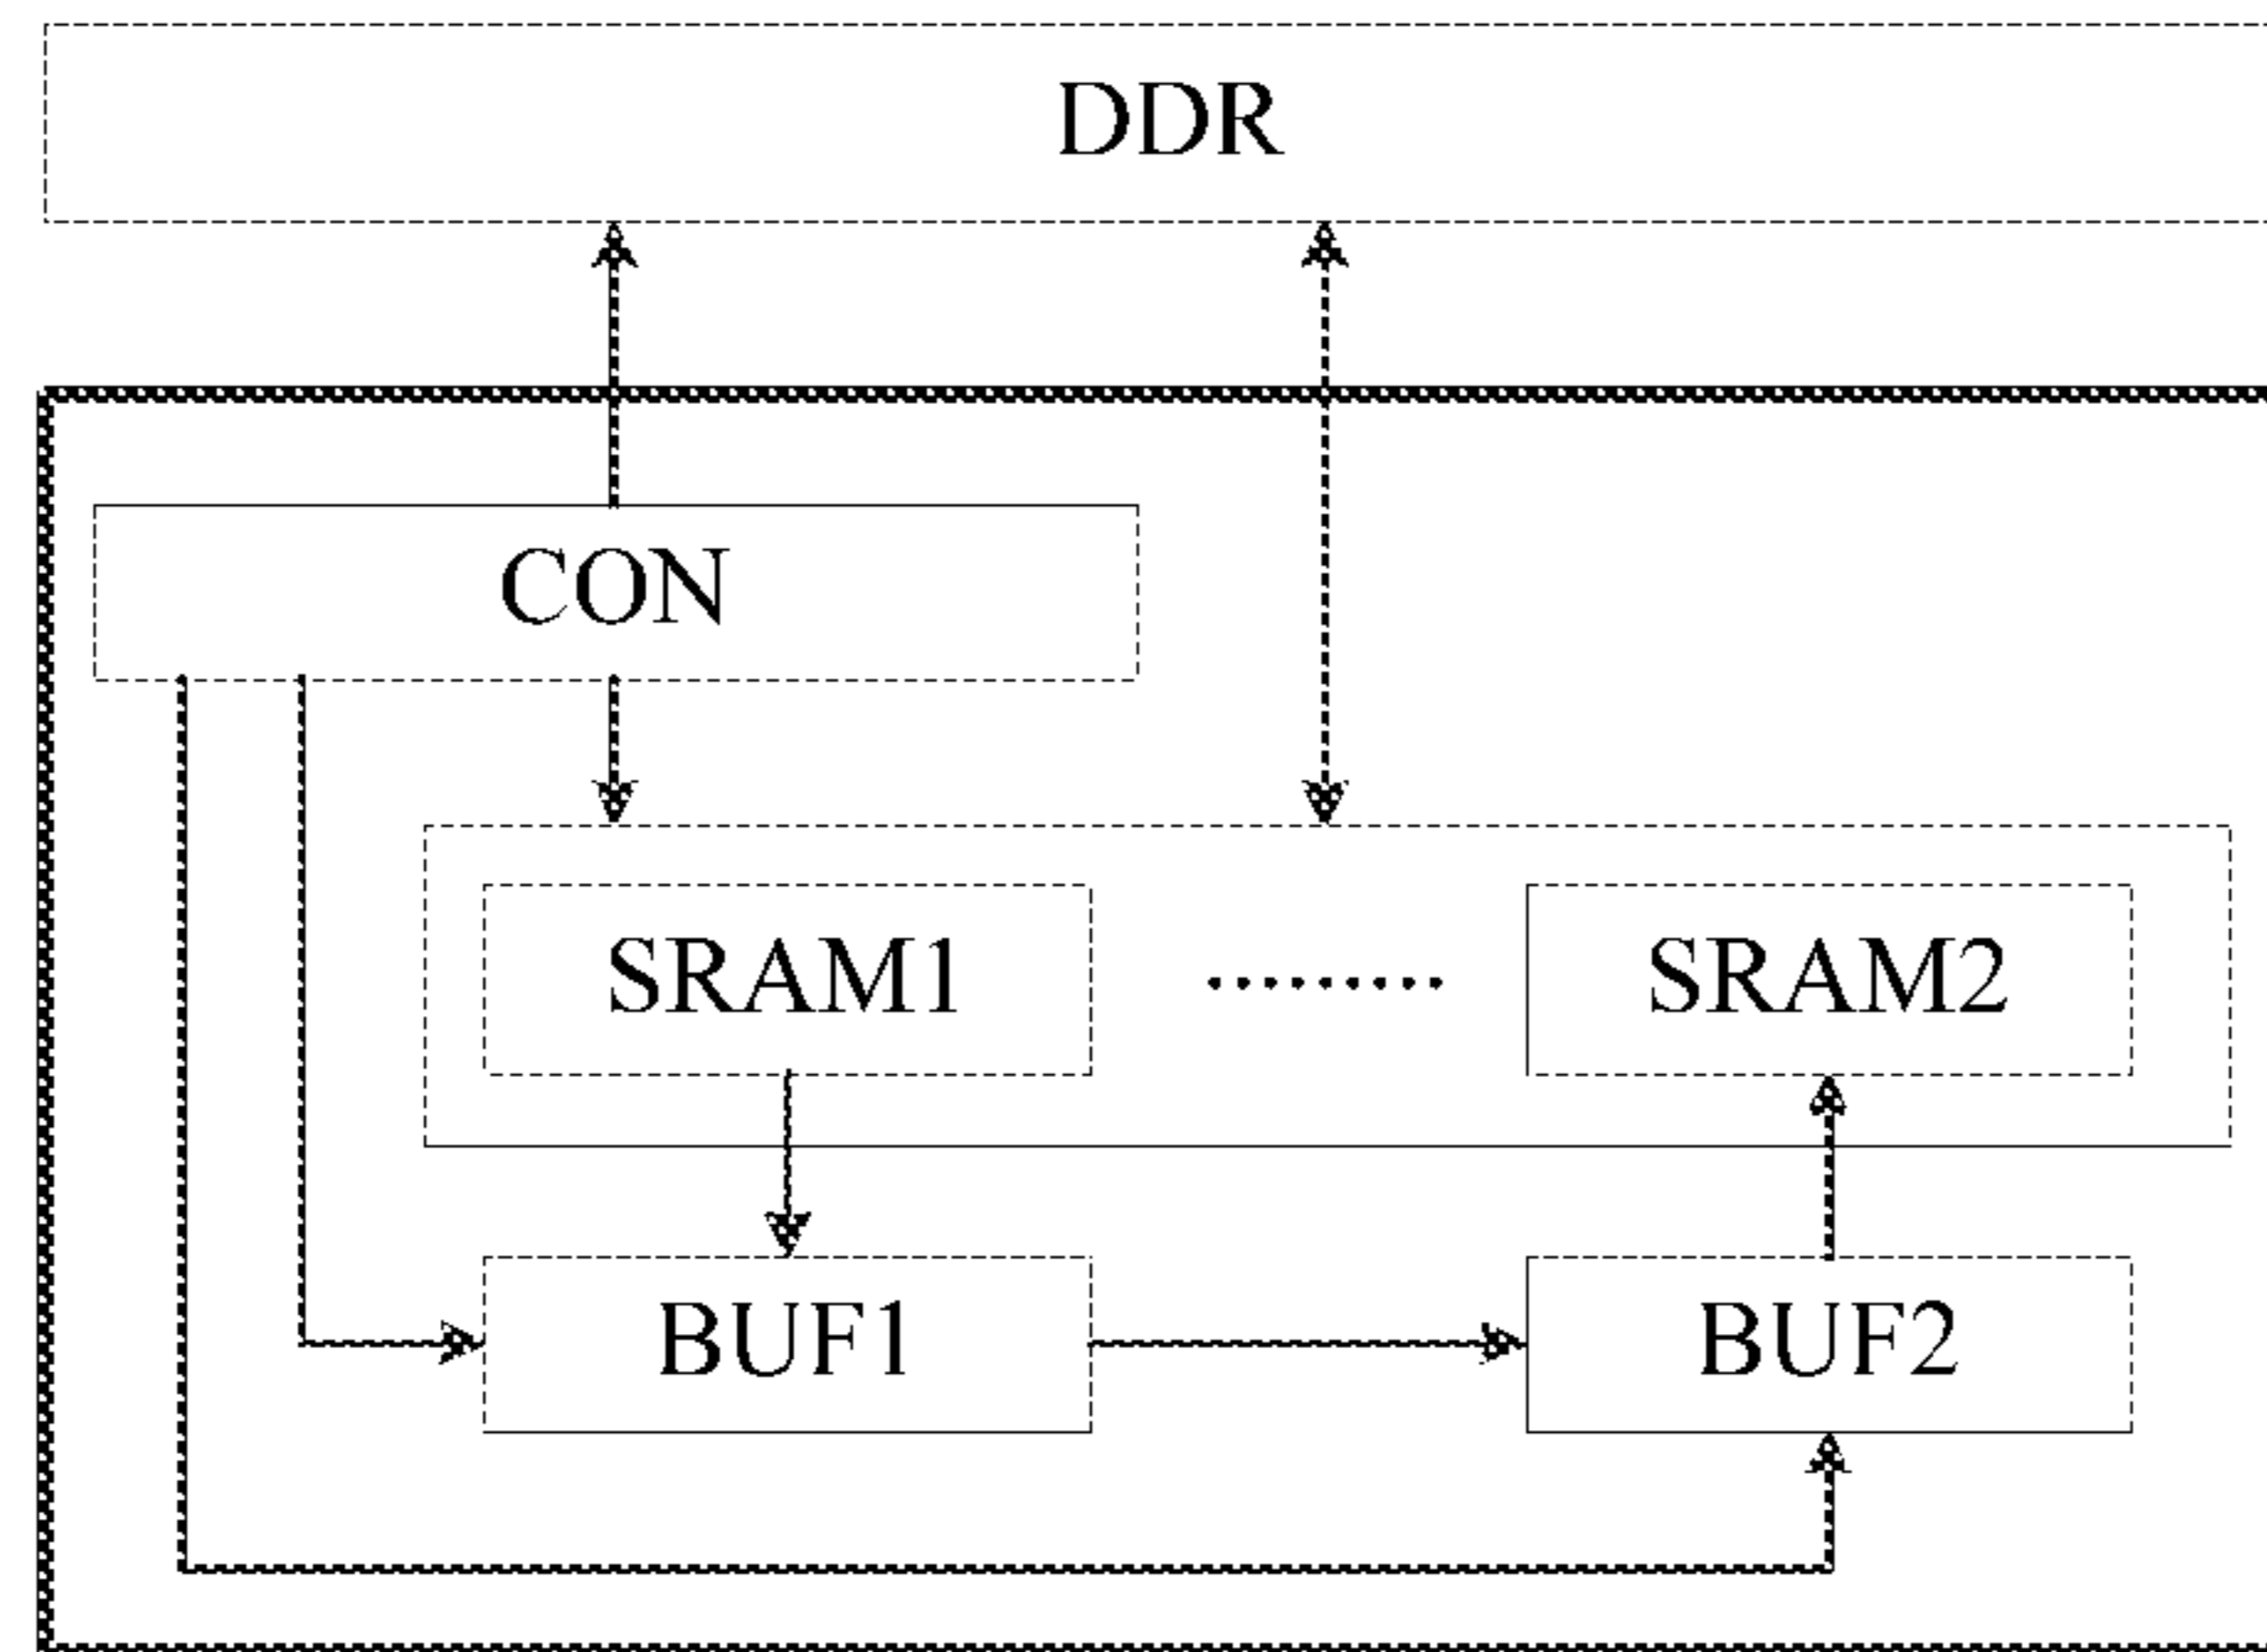 DDR
CON
SRAM1 ......... SRAM2
BUF1 BUF2